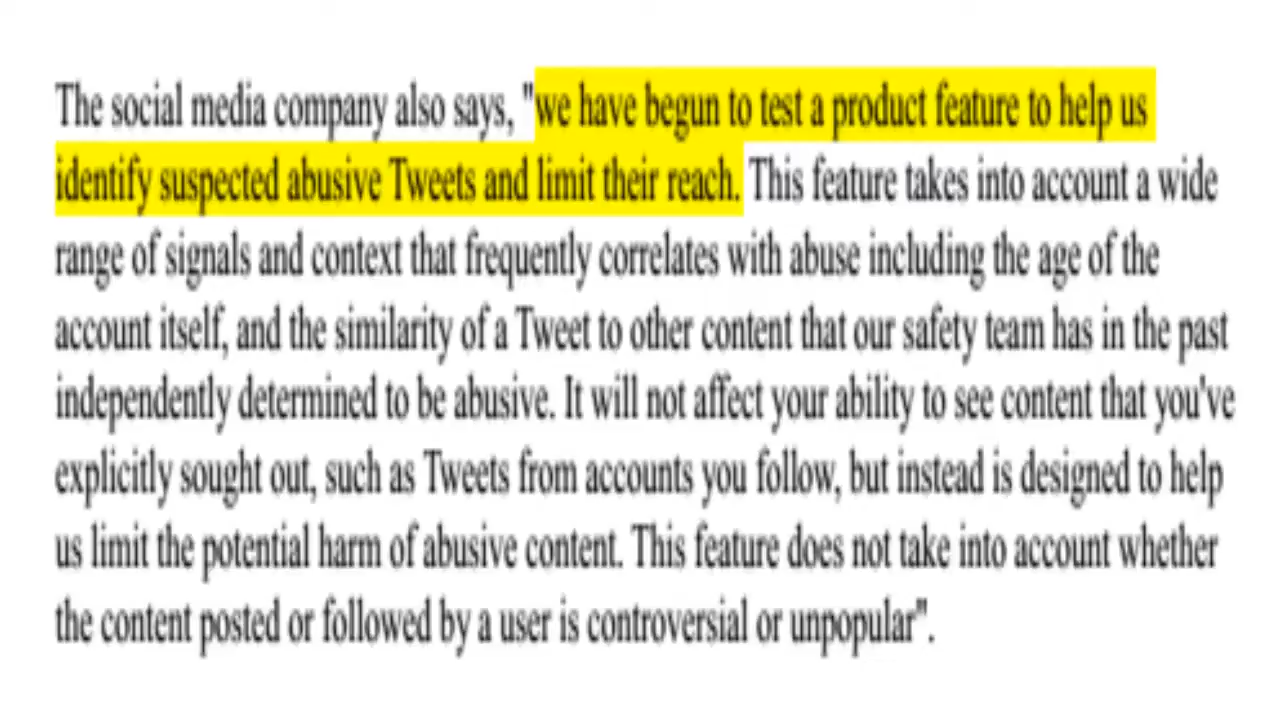 The social media company also says, "we have begun to test a product feature to help us
identify suspected abusive Tweets and limit their reach. This feature takes into account a wide
range of signals and context that frequently correlates with abuse including the age of the
account itself, and the similarity of a Tweet to other content that our safety team has in the past
independently determined to be abusive. It will not affect your ability to see content that you've
explicitly sought out, such as Tweets from accounts you follow, but instead is designed to help
us limit the potential harm of abusive content. This feature does not take into account whether
the content posted or followed by a user is controversial or unpopular".